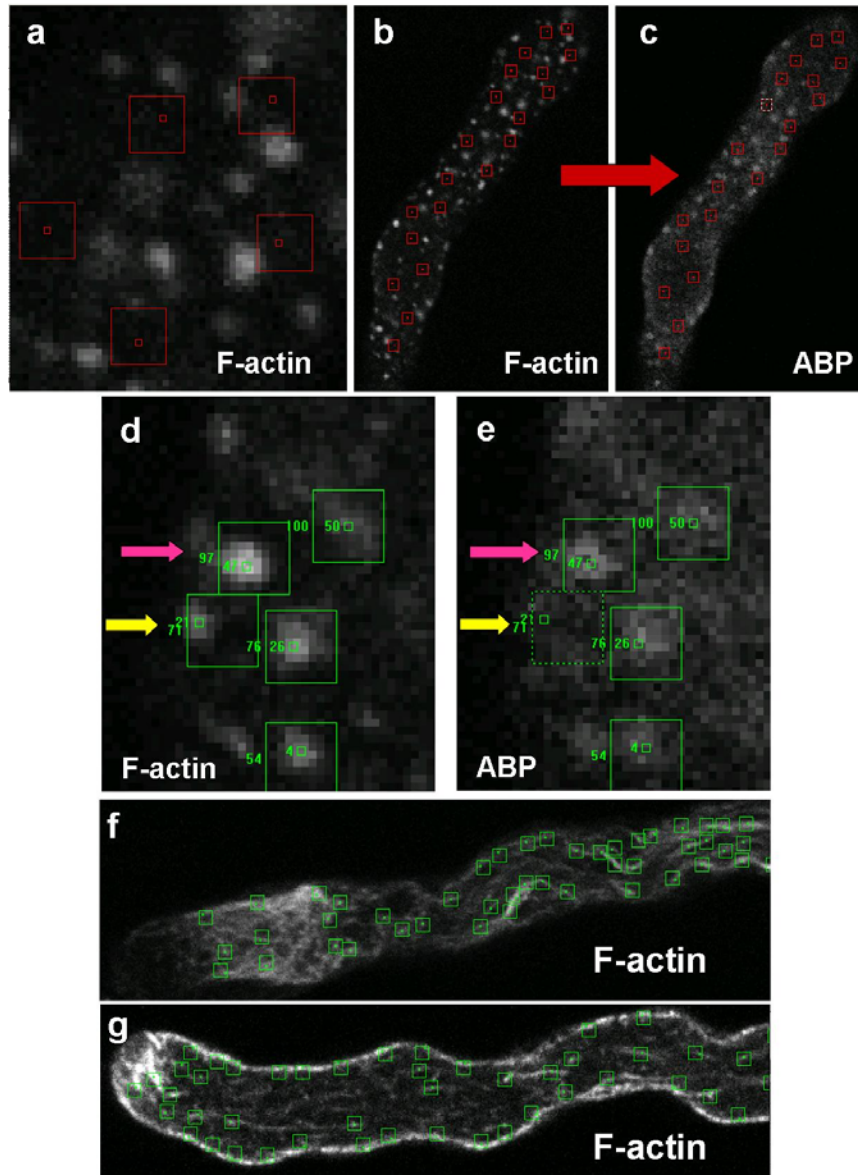 a
F-actin
b
F-actin
c
ABP
d
100 50
97 47
21
71
76 26
54 4
F-actin
e
100 50
97 47
21
71
76 26
54 4
ABP
f
F-actin
g
F-actin